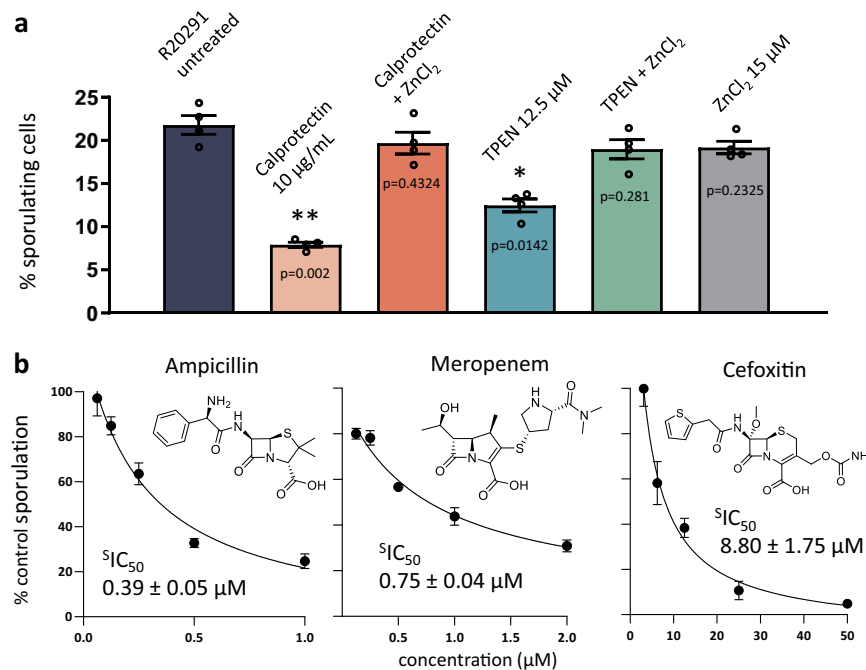 a
R20291
untreated
Calprotectin
10 µg/mL
Calprotectin
+ ZnCl2
TPEN 12.5 µM
TPEN + ZnCl2
ZnCl2 15 µM
% sporulating cells
25
20
15
10
5
0
**
p=0.002
p=0.4324
*
p=0.0142
p=0.281
p=0.2325
b
Ampicillin
Meropenem
Cefoxitin
% control sporulation
100
80
60
40
20
0.0
0.5
1.0
NH2
O
HN
H
S
O
N
O
OH
SIC50
0.39 ± 0.05 µM
OH
H
H
O
N
O
OH
S
HN
O
N
SIC50
0.75 ± 0.04 µM
0.5
1.0
1.5
2.0
concentration (µM)
S
O
HN
O
H
S
O
N
O
OH
O
O
NH
SIC50
8.80 ± 1.75 µM
0
10
20
30
40
50